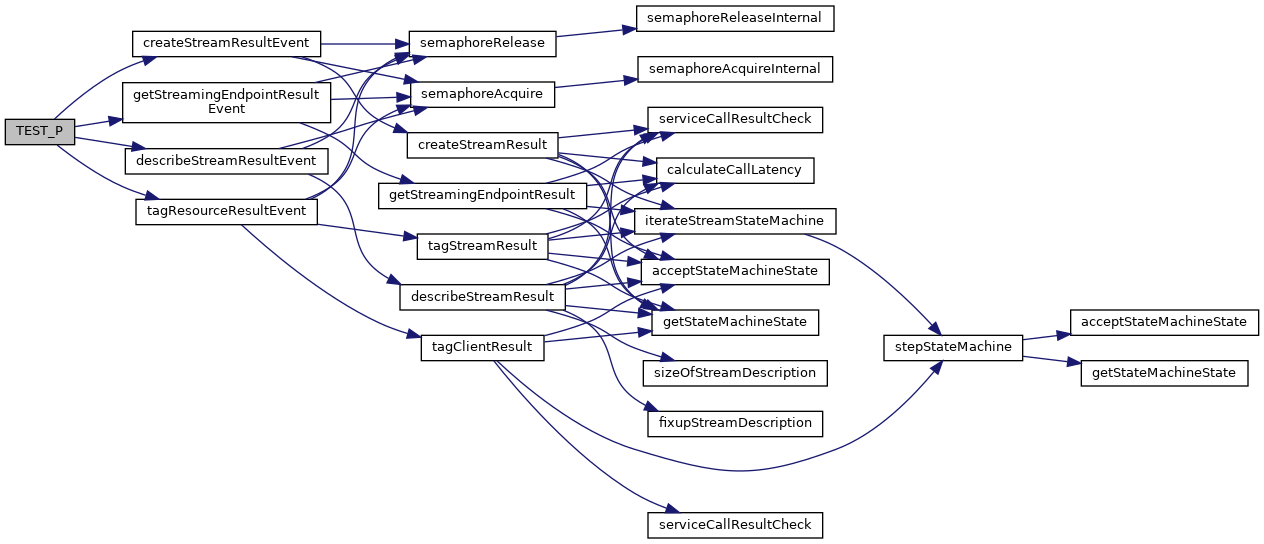 TEST_P
createStreamResultEvent
getStreamingEndpointResult
Event
describeStreamResultEvent
tagResourceResultEvent
semaphoreRelease
semaphoreAcquire
createStreamResult
getStreamingEndpointResult
tagStreamResult
describeStreamResult
tagClientResult
semaphoreReleaseInternal
semaphoreAcquireInternal
serviceCallResultCheck
calculateCallLatency
iterateStreamStateMachine
acceptStateMachineState
getStateMachineState
sizeOfStreamDescription
fixupStreamDescription
serviceCallResultCheck
stepStateMachine
acceptStateMachineState
getStateMachineState